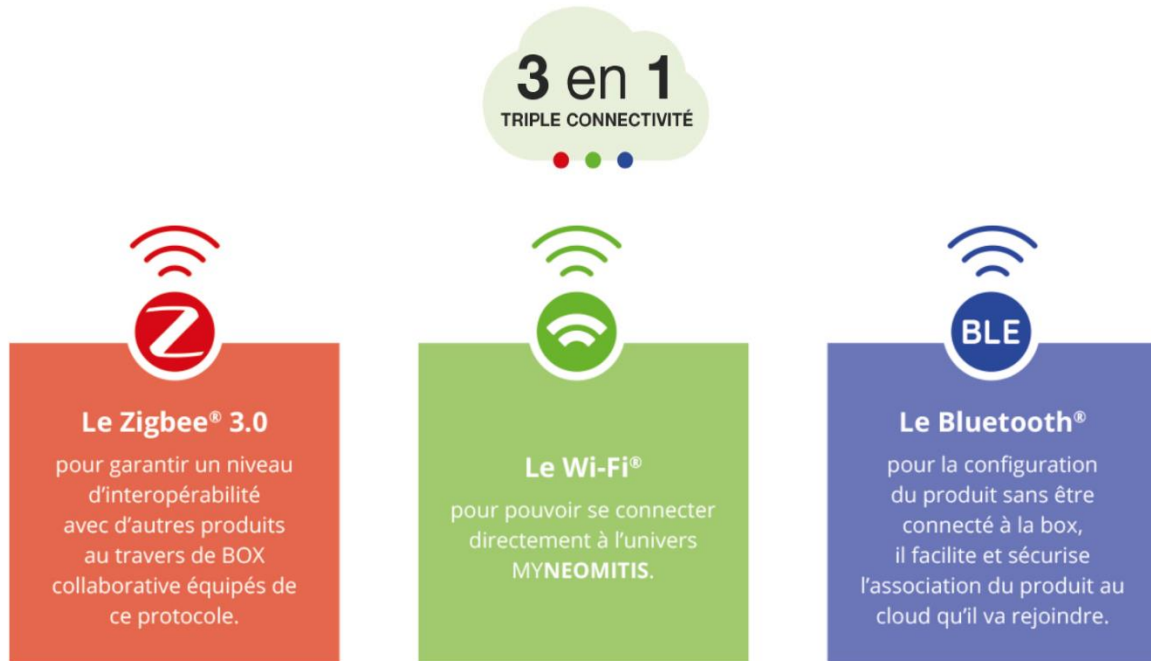 3 en 1
TRIPLE CONNECTIVITÉ
Z
Le Zigbee® 3.0
pour garantir un niveau
d’interopérabilité
avec d’autres produits
au travers de BOX
collaborative équipés de
ce protocole.
Le Wi-Fi®
pour pouvoir se connecter
directement à l’univers
MYNEOMITIS.
BLE
Le Bluetooth®
pour la configuration
du produit sans être
connecté à la box,
il facilite et sécurise
l’association du produit au
cloud qu’il va rejoindre.